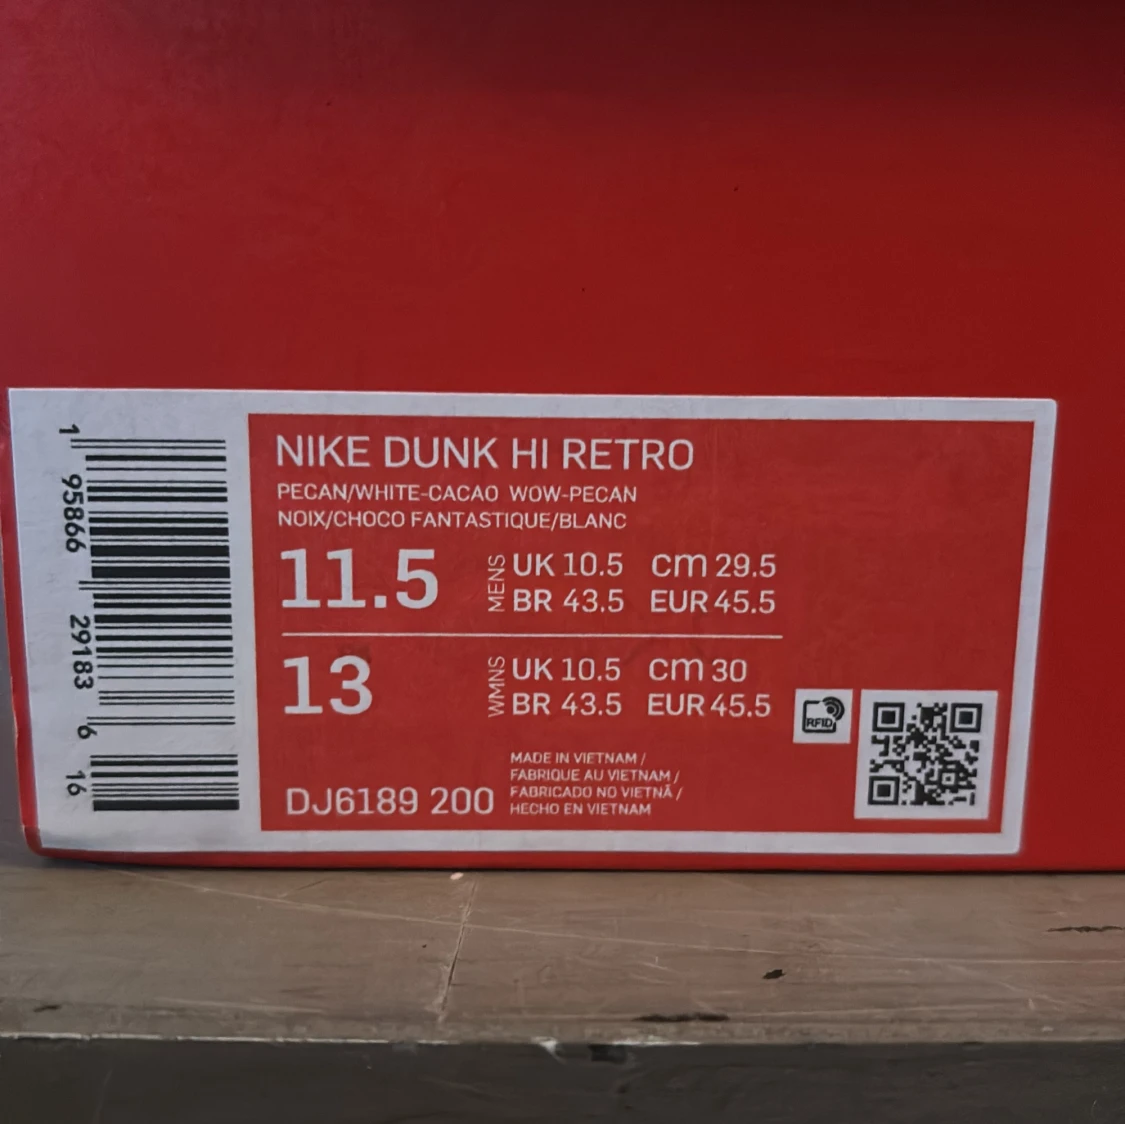 1 95866 29183 6 16
NIKE DUNK HI RETRO
PECAN/WHITE-CACAO WOW-PECAN
NOIX/CHOCO FANTASTIQUE/BLANC
11.5 MENS UK 10.5 cm 29.5
BR 43.5 EUR 45.5
13 WMNS UK 10.5 cm 30
BR 43.5 EUR 45.5
RFID
MADE IN VIETNAM /
FABRIQUE AU VIETNAM /
FABRICADO NO VIETNÃ /
HECHO EN VIETNAM
DJ6189 200